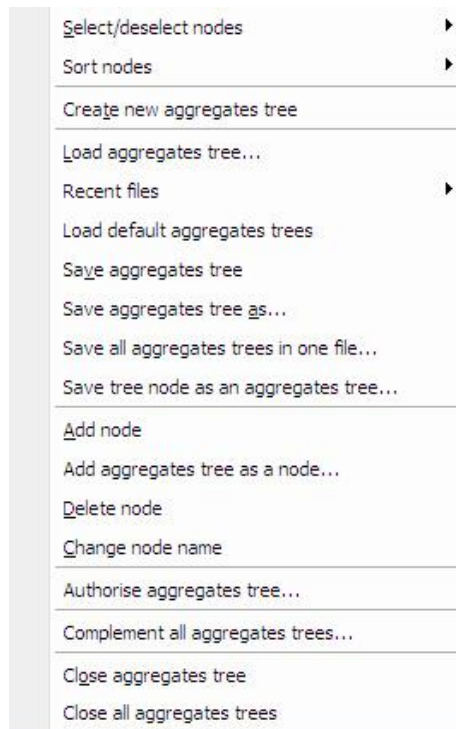 Select/deselect nodes
Sort nodes
Create new aggregates tree
Load aggregates tree...
Recent files
Load default aggregates trees
Save aggregates tree
Save aggregates tree as...
Save all aggregates trees in one file...
Save tree node as an aggregates tree...
Add node
Add aggregates tree as a node...
Delete node
Change node name
Authorise aggregates tree...
Complement all aggregates trees...
Close aggregates tree
Close all aggregates trees